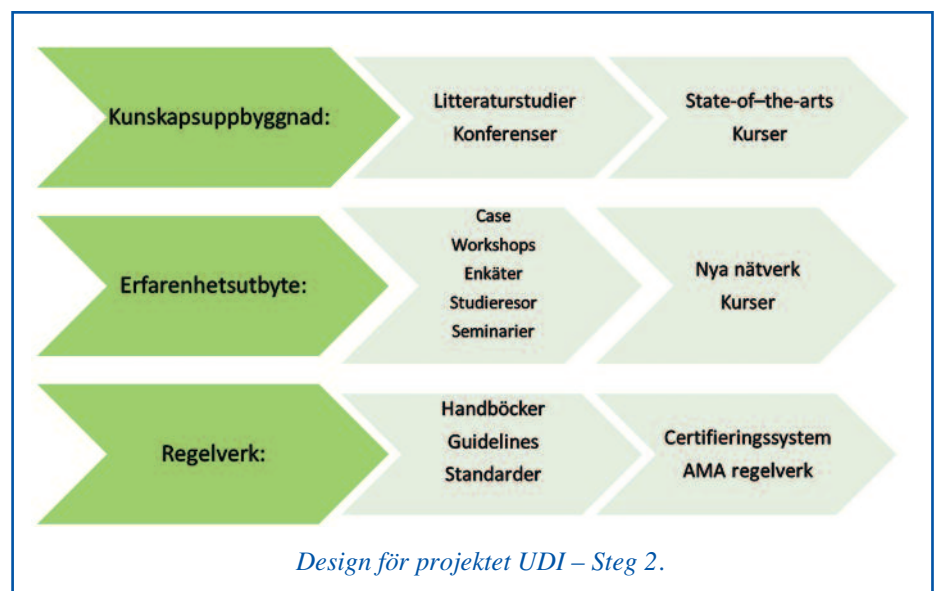 Kunskapsuppbyggnad:
Litteraturstudier
Konferenser
State-of–the-arts
Kurser
Erfarenhetsutbyte:
Case
Workshops
Enkäter
Studieresor
Seminarier
Nya nätverk
Kurser
Regelverk:
Handböcker
Guidelines
Standarder
Certifieringssystem
AMA regelverk
Design för projektet UDI – Steg 2.